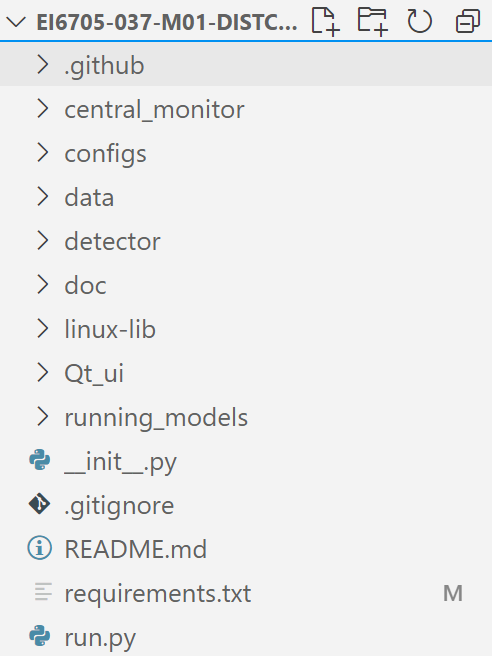 EI6705-037-M01-DISTC...
.github
central_monitor
configs
data
detector
doc
linux-lib
Qt_ui
running_models
__init__.py
.gitignore
README.md
requirements.txt M
run.py